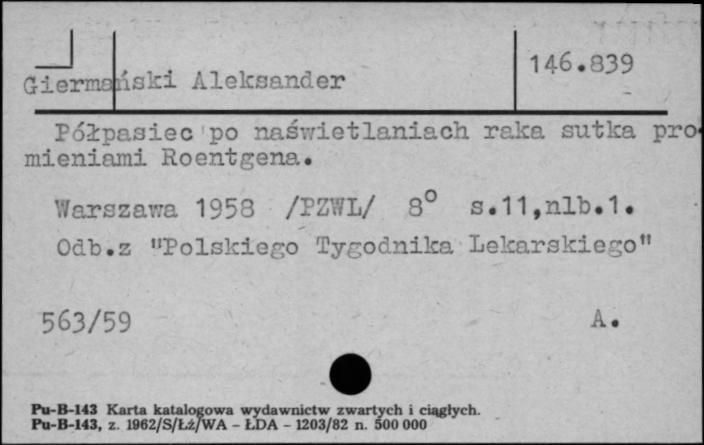 146.839
Giermański Aleksander
Półpasiec po naświetlaniach raka sutka pro-
mieniami Roentgena.
Warszawa 1958 /PZWL/ 8° s.11,nlb.1.
Odb.z "Polskiego Tygodnika Lekarskiego"
563/59 A.
Pu-B-143 Karta katalogowa wydawnictw zwartych i ciągłych.
Pu-B-143, z. 1962/S/Łż/WA - ŁDA - 1203/82 n. 500 000